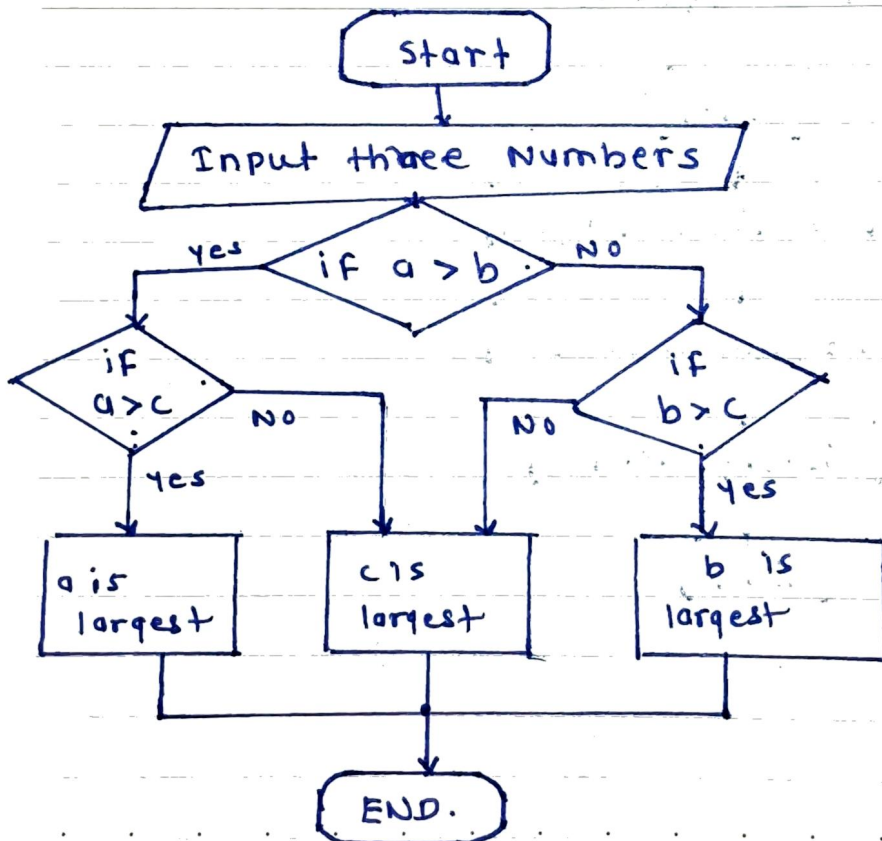 Start
Input three Numbers
yes
if a > b
NO
if
a > c
NO
yes
if
b > c
NO
yes
a is
largest
c is
largest
b is
largest
END.